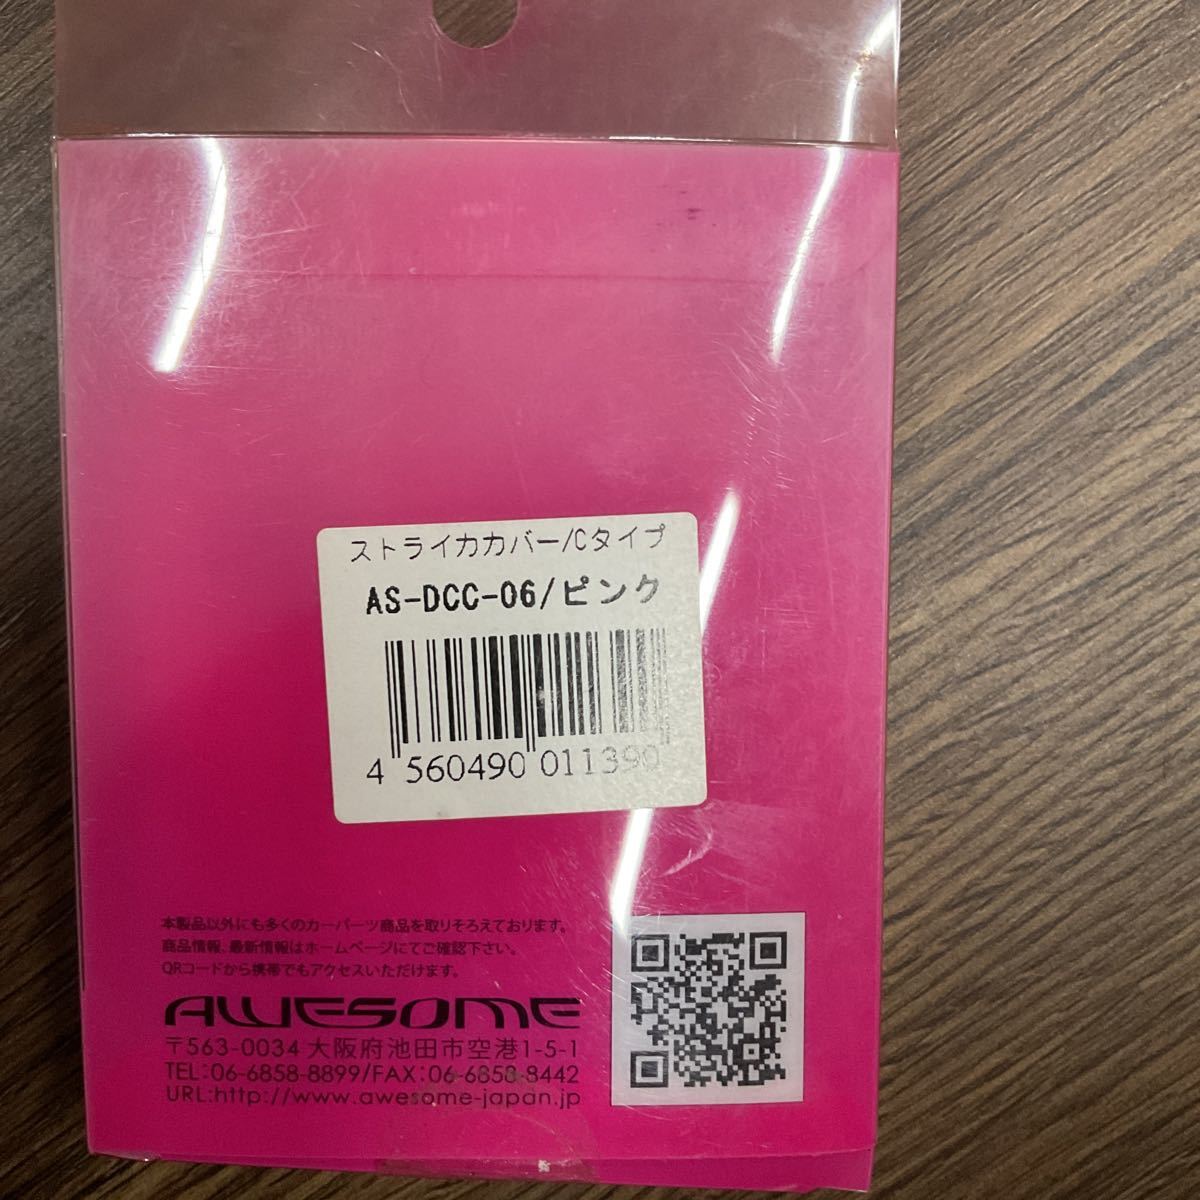 ストライカカバー/Cタイプ
AS-DCC-06/ピンク
4 560490 011390
本製品以外にも多くのカーパーツ商品を取りそろえております。
商品情報、最新情報はホームページにてご確認下さい。
QRコードから携帯でもアクセスいただけます。
AWESOME
〒563-0034 大阪府池田市空港1-5-1
TEL:06-6858-8899/FAX:06-6858-8442
URL:http://www.awesome-japan.jp